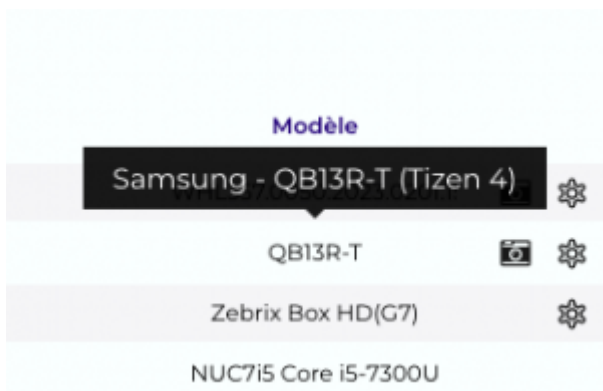 Modèle
Samsung - QB13R-T (Tizen 4)
QB13R-T
Zebrix Box HD(G7)
NUC7i5 Core i5-7300U